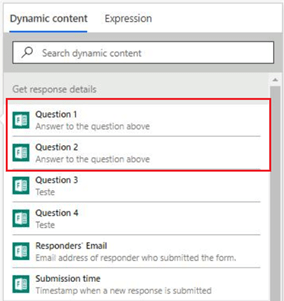 Dynamic content Expression
Search dynamic content
Get response details
Question 1
Answer to the question above
Question 2
Answer to the question above
Question 3
Teste
Question 4
Teste
Responders' Email
Email address of responder who submitted the form.
Submission time
Timestamp when a new response is submitted